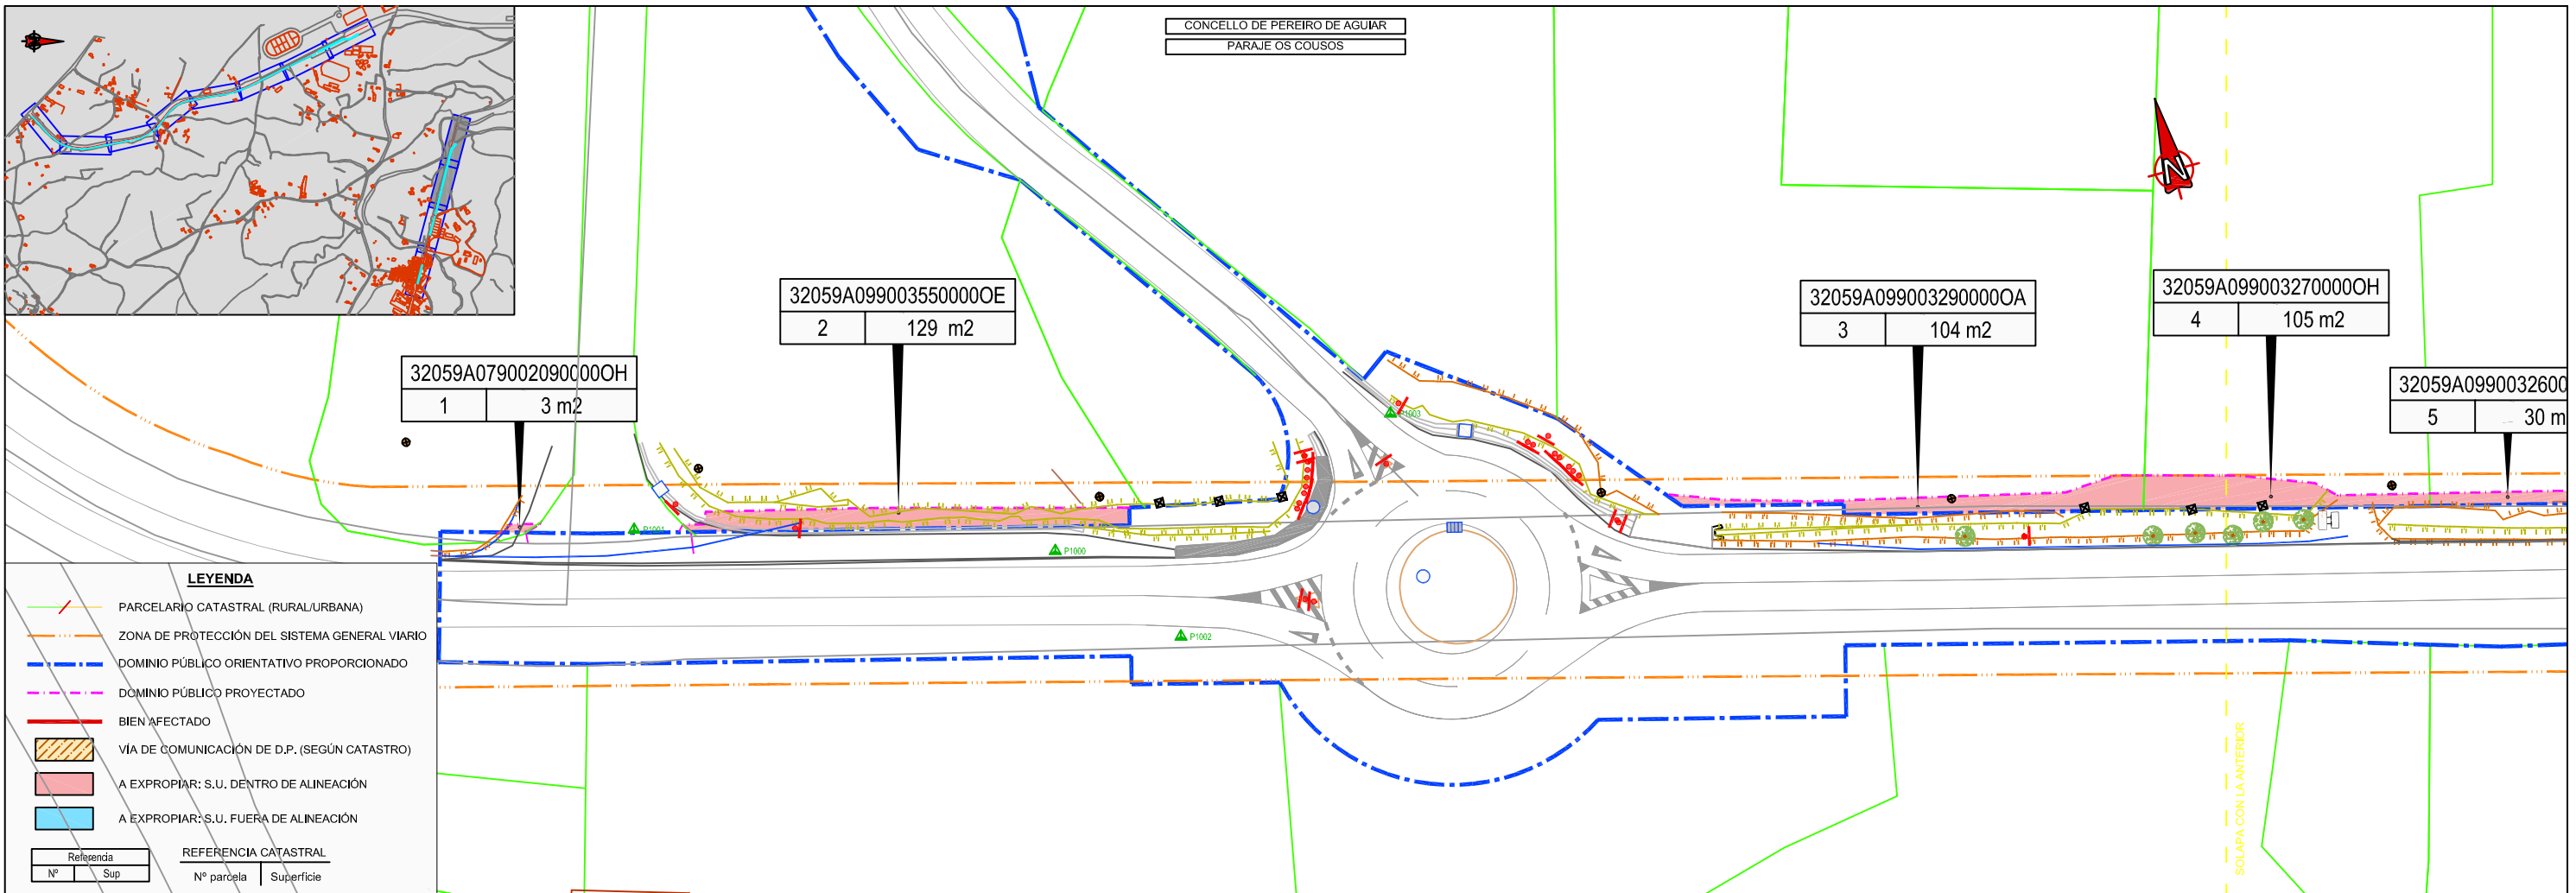 CONCELLO DE PEREIRO DE AGUIAR
PARAJE OS COUSOS
N
32059A099003550000OE
2 129 m2
32059A099003290000OA
3 104 m2
32059A099003270000OH
4 105 m2
32059A079002090000OH
1 3 m2
32059A0990032600
5 30 m
P1003
P1001
P1000
P1002
LEYENDA
PARCELARIO CATASTRAL (RURAL/URBANA)
ZONA DE PROTECCIÓN DEL SISTEMA GENERAL VIARIO
DOMINIO PÚBLICO ORIENTATIVO PROPORCIONADO
DOMINIO PÚBLICO PROYECTADO
BIEN AFECTADO
VÍA DE COMUNICACIÓN DE D.P. (SEGÚN CATASTRO)
A EXPROPIAR: S.U. DENTRO DE ALINEACIÓN
A EXPROPIAR: S.U. FUERA DE ALINEACIÓN
Referencia
Nº Sup
REFERENCIA CATASTRAL
Nº parcela Superficie
SOLAPA CON LA ANTERIOR